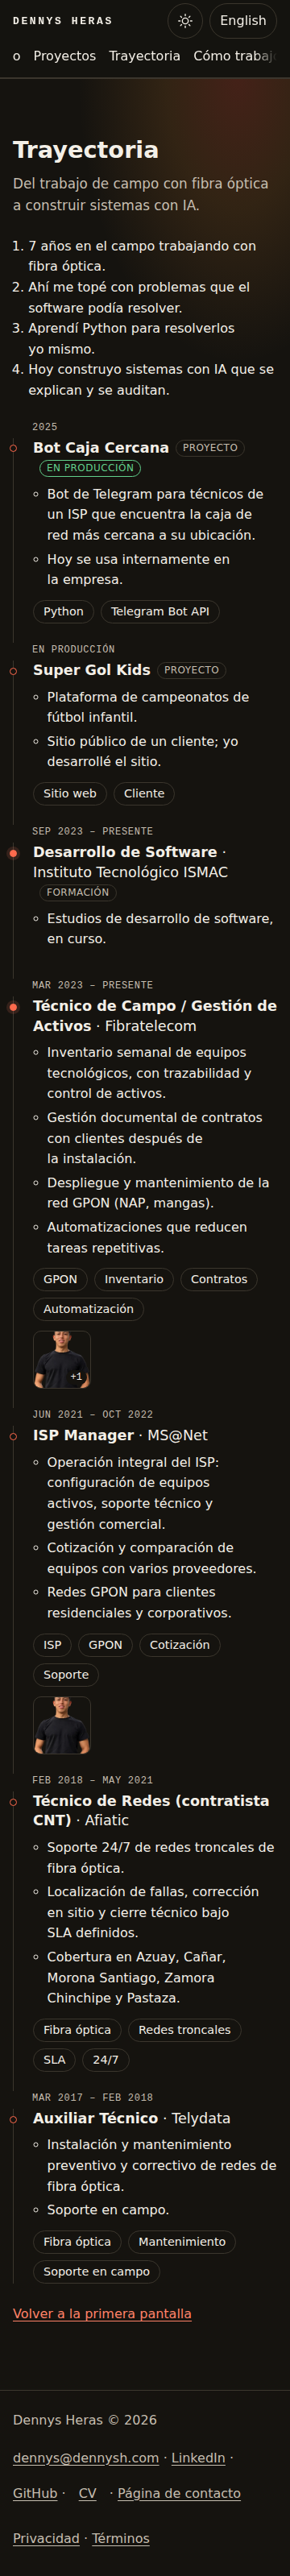 DENNYS HERAS
English
o Proyectos Trayectoria Cómo trabajo
Trayectoria
Del trabajo de campo con fibra óptica
a construir sistemas con IA.
1. 7 años en el campo trabajando con
fibra óptica.
2. Ahí me topé con problemas que el
software podía resolver.
3. Aprendí Python para resolverlos
yo mismo.
4. Hoy construyo sistemas con IA que se
explican y se auditan.
2025
Bot Caja Cercana PROYECTO
EN PRODUCCIÓN
Bot de Telegram para técnicos de
un ISP que encuentra la caja de
red más cercana a su ubicación.
Hoy se usa internamente en
la empresa.
Python Telegram Bot API
EN PRODUCCIÓN
Super Gol Kids PROYECTO
Plataforma de campeonatos de
fútbol infantil.
Sitio público de un cliente; yo
desarrollé el sitio.
Sitio web Cliente
SEP 2023 – PRESENTE
Desarrollo de Software ·
Instituto Tecnológico ISMAC
FORMACIÓN
Estudios de desarrollo de software,
en curso.
MAR 2023 – PRESENTE
Técnico de Campo / Gestión de
Activos · Fibratelecom
Inventario semanal de equipos
tecnológicos, con trazabilidad y
control de activos.
Gestión documental de contratos
con clientes después de
la instalación.
Despliegue y mantenimiento de la
red GPON (NAP, mangas).
Automatizaciones que reducen
tareas repetitivas.
GPON Inventario Contratos
Automatización
+1
JUN 2021 – OCT 2022
ISP Manager · MS@Net
Operación integral del ISP:
configuración de equipos
activos, soporte técnico y
gestión comercial.
Cotización y comparación de
equipos con varios proveedores.
Redes GPON para clientes
residenciales y corporativos.
ISP GPON Cotización
Soporte
FEB 2018 – MAY 2021
Técnico de Redes (contratista
CNT) · Afiatic
Soporte 24/7 de redes troncales de
fibra óptica.
Localización de fallas, corrección
en sitio y cierre técnico bajo
SLA definidos.
Cobertura en Azuay, Cañar,
Morona Santiago, Zamora
Chinchipe y Pastaza.
Fibra óptica Redes troncales
SLA 24/7
MAR 2017 – FEB 2018
Auxiliar Técnico · Telydata
Instalación y mantenimiento
preventivo y correctivo de redes de
fibra óptica.
Soporte en campo.
Fibra óptica Mantenimiento
Soporte en campo
Volver a la primera pantalla
Dennys Heras © 2026
dennys@dennysh.com · LinkedIn ·
GitHub · CV · Página de contacto
Privacidad · Términos